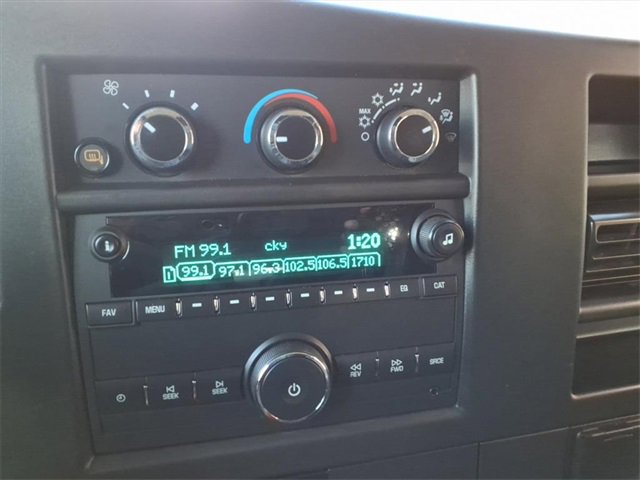 MAX
FM 99.1 cky 1:20
1 99.1 97.1 96.3 102.5 106.5 1710
FAV MENU EQ CAT
SEEK SEEK REV FWD SRCE